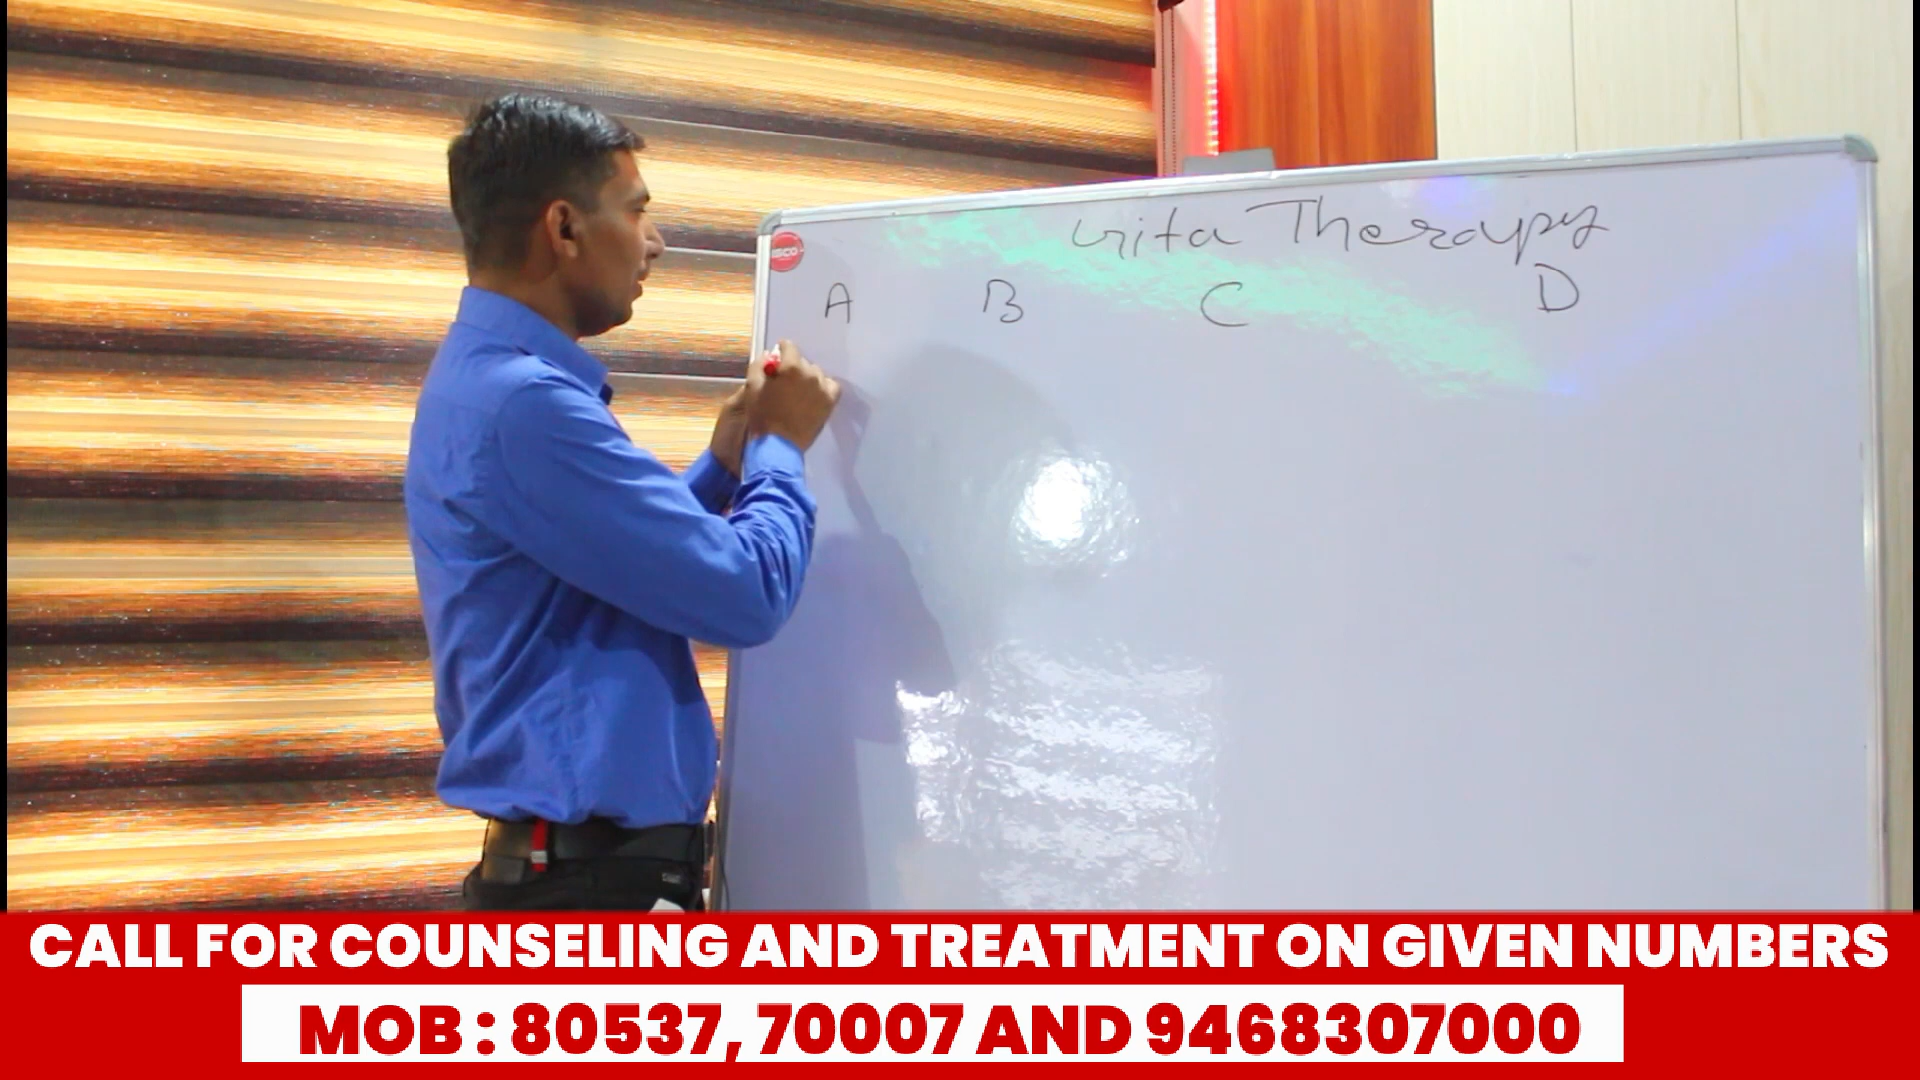 Gita Therapy
A B C D
CALL FOR COUNSELING AND TREATMENT ON GIVEN NUMBERS
MOB : 80537, 70007 AND 9468307000